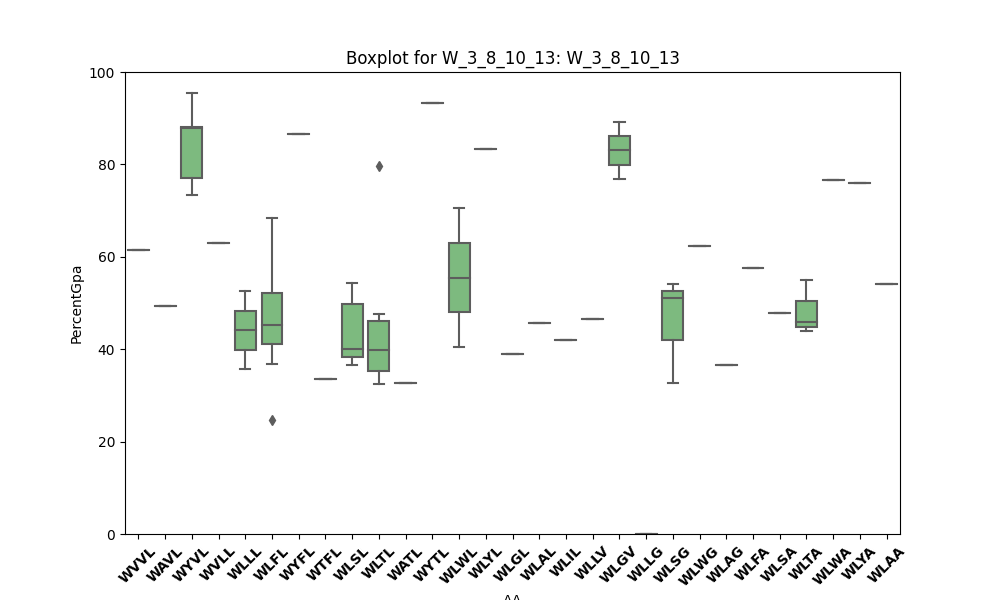 Boxplot for W_3_8_10_13: W_3_8_10_13
PercentGpa
100
80
60
40
20
0
WVVL WAVL WYVL WVLL WLLL WLFL WYFL WTFL WLSL WLTL WATL WYTL WLWL WLYL WLGL WLAL WLIL WLLV WLGV WLLG WLSG WLWG WLAG WLFA WLSA WLTA WLWA WLYA WLAA
AA